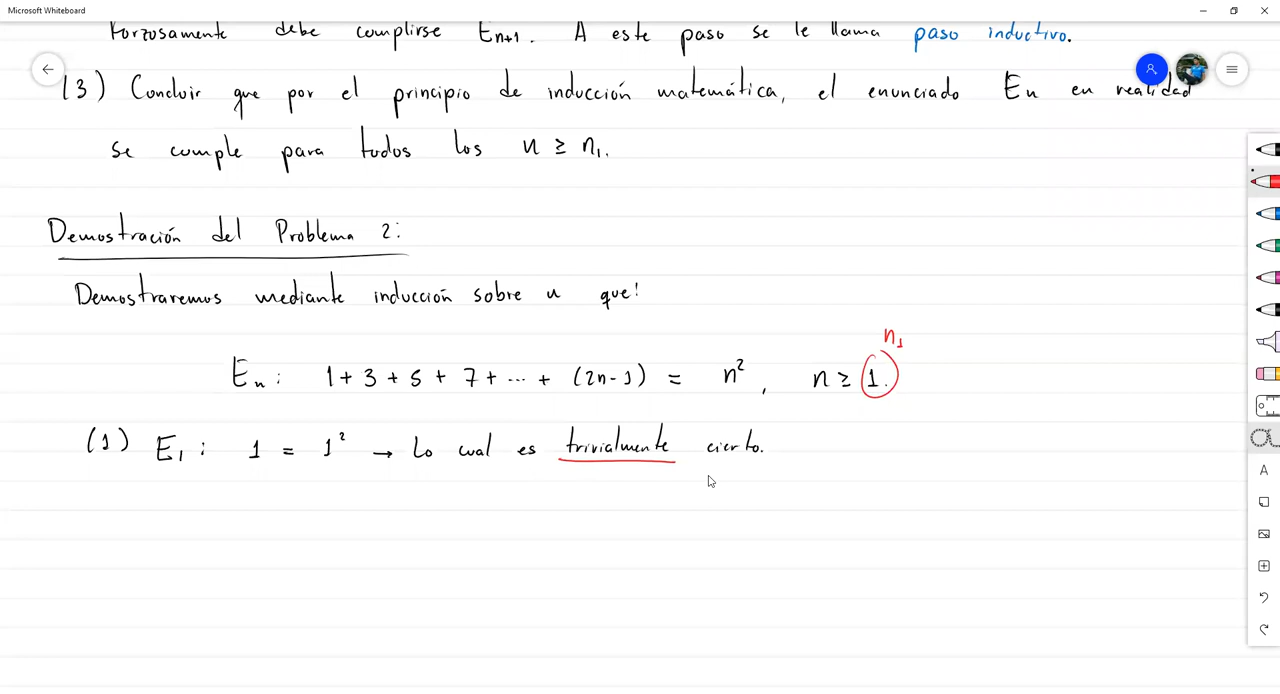 Microsoft Whiteboard
Forzosamente debe cumplirse En+1. A este paso se le llama paso inductivo.
(3) Concluir que por el principio de inducción matemática, el enunciado En en realidad
se cumple para todos los n ≥ n1.
Demostración del Problema 2:
Demostraremos mediante inducción sobre n que:
n1
En: 1 + 3 + 5 + 7 + ... + (2n-1) = n², n ≥ 1.
(1) E1: 1 = 1² → Lo cual es trivialmente cierto.
A